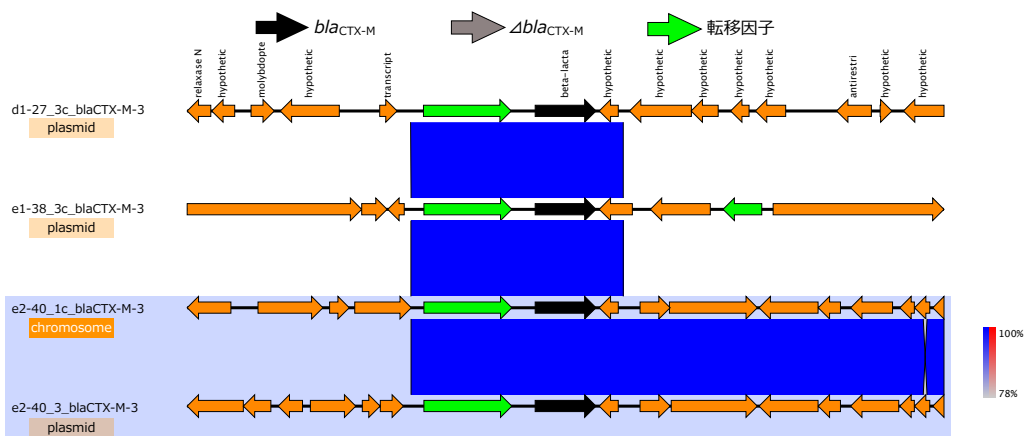 blaCTX-M
ΔblaCTX-M
転移因子
relaxase N
hypothetic
molybdopte
hypothetic
transcript
beta-lacta
hypothetic
hypothetic
hypothetic
hypothetic
hypothetic
antirestri
hypothetic
hypothetic
d1-27_3c_blaCTX-M-3
plasmid
e1-38_3c_blaCTX-M-3
plasmid
e2-40_1c_blaCTX-M-3
chromosome
100%
78%
e2-40_3_blaCTX-M-3
plasmid